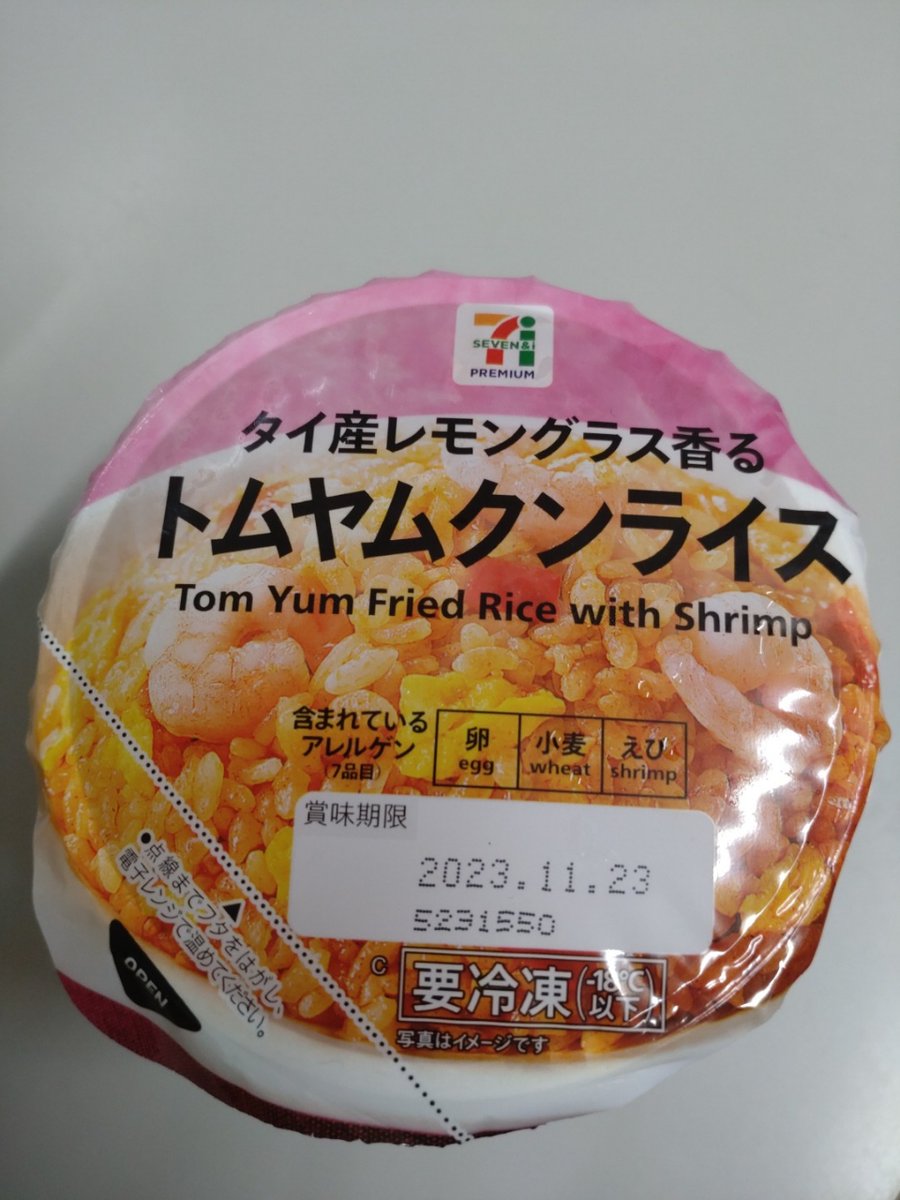 SEVEN&i
PREMIUM
タイ産レモングラス香る
トムヤムクンライス
Tom Yum Fried Rice with Shrimp
含まれている
アレルゲン
(7品目)
卵
egg
小麦
wheat
えび
shrimp
賞味期限
2023.11.23
5231550
●点線までフタをはがし、
電子レンジで温めてください。
OPEN
C
要冷凍(-18℃以下)
写真はイメージです